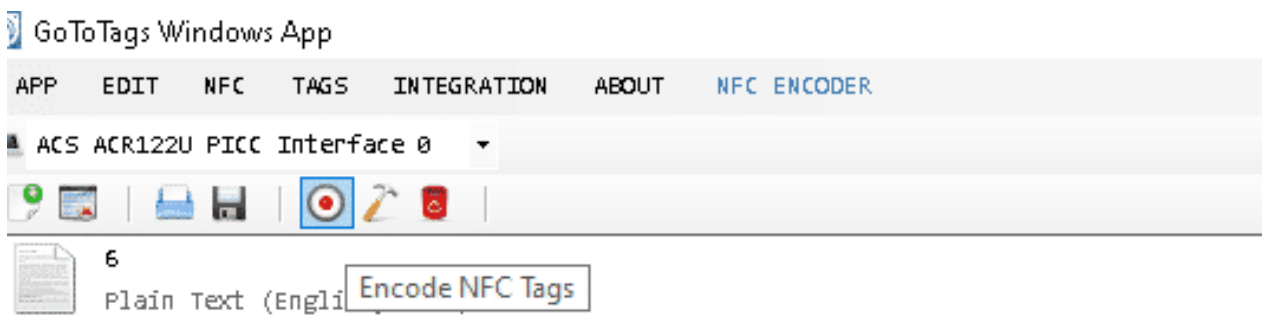 GoToTags Windows App
APP EDIT NFC TAGS INTEGRATION ABOUT NFC ENCODER
ACS ACR122U PICC Interface 0
6
Plain Text
Encode NFC Tags